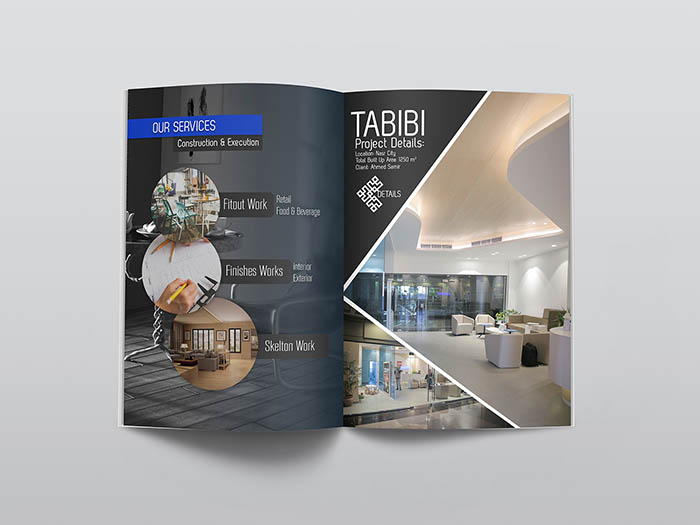 OUR SERVICES
Construction & Execution
Fitout Work
Retail
Food & Beverage
Finishes Works
Interior
Exterior
Skelton Work
TABIBI
Project Details:
Location: Nasr City
Total Built Up Area: 1250 m²
Client: Ahmed Samir
DETAILS